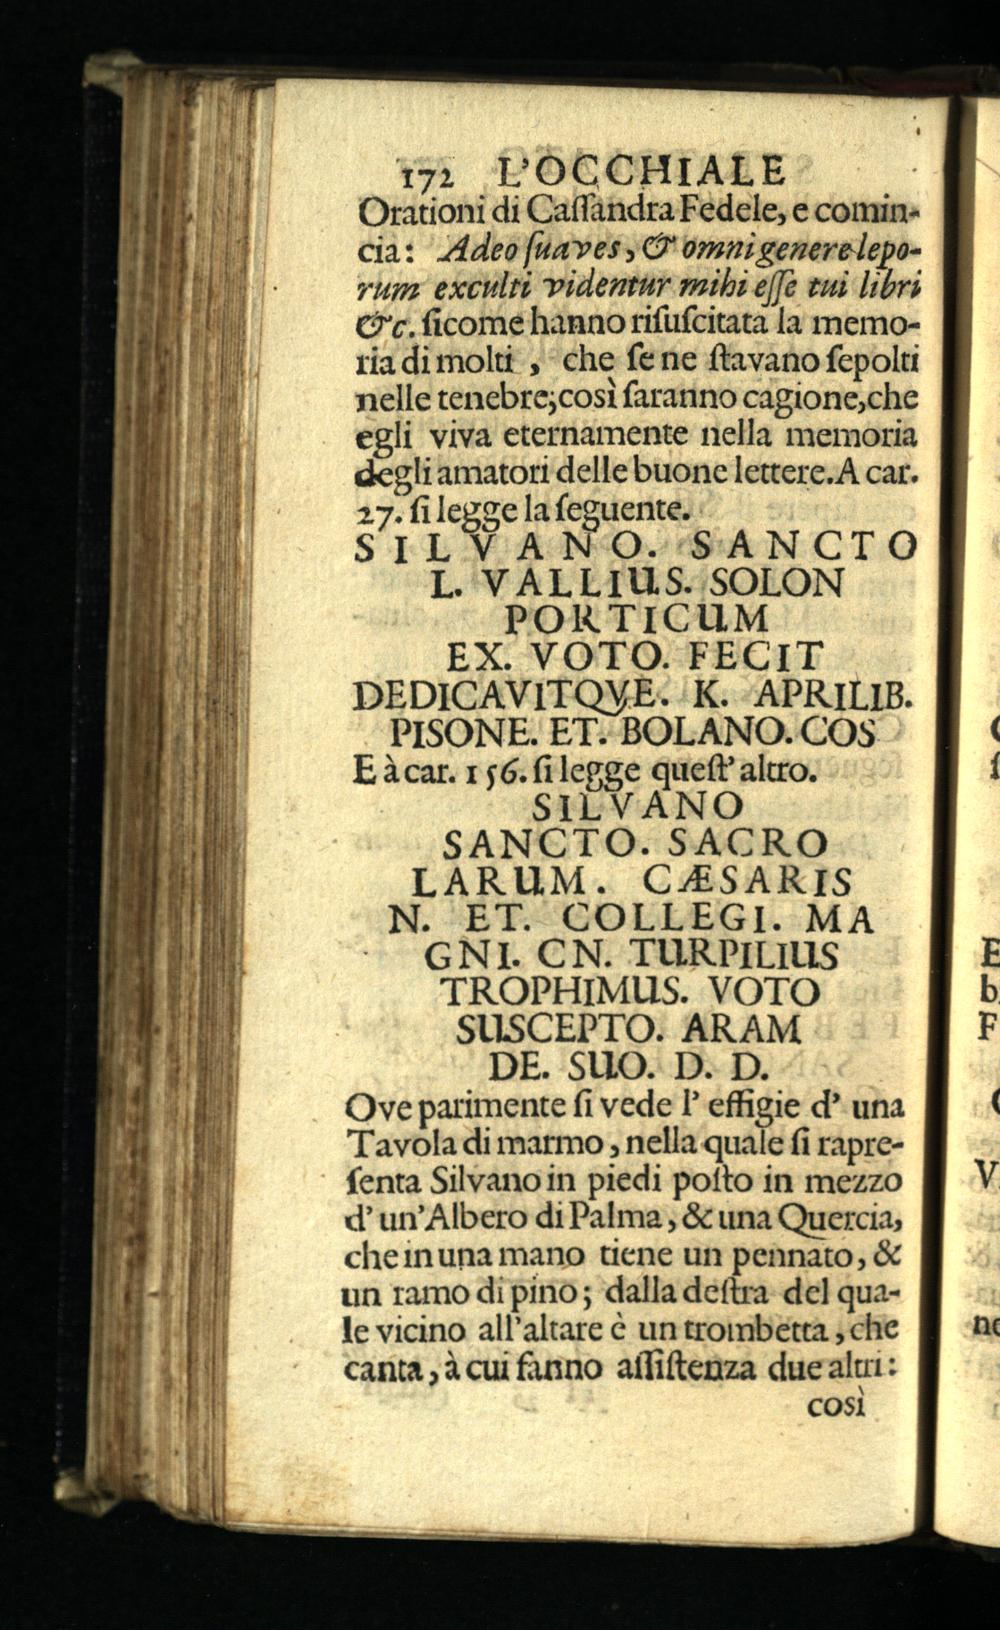 172 L'OCCHIALE
Orationi di Caſſandra Fedele, e comin-
cia: Adeo ſuaves, & omni genere lepo-
rum exculti videntur mihi eſſe tui libri
&c. ſicome hanno riſuſcitata la memo-
ria di molti , che ſe ne ſtavano ſepolti
nelle tenebre; così ſaranno cagione, che
egli viva eternamente nella memoria
degli amatori delle buone lettere. A car.
27. ſi legge la ſeguente.
SILVANO. SANCTO
L. VALLIUS. SOLON
PORTICUM
EX. VOTO. FECIT
DEDICAVITQVE. K. APRILIB.
PISONE. ET. BOLANO. COS
E à car. 156. ſi legge queſt' altro.
SILVANO
SANCTO. SACRO
LARUM. CÆSARIS
N. ET. COLLEGI. MA
GNI. CN. TURPILIUS
TROPHIMUS. VOTO
SUSCEPTO. ARAM
DE. SUO. D. D.
Ove parimente ſi vede l' effigie d' una
Tavola di marmo, nella quale ſi rapre-
ſenta Silvano in piedi poſto in mezzo
d' un'Albero di Palma, & una Quercia,
che in una mano tiene un pennato, &
un ramo di pino; dalla deſtra del qua-
le vicino all'altare è un trombetta, che
canta, à cui fanno aſſiſtenza due altri:
così